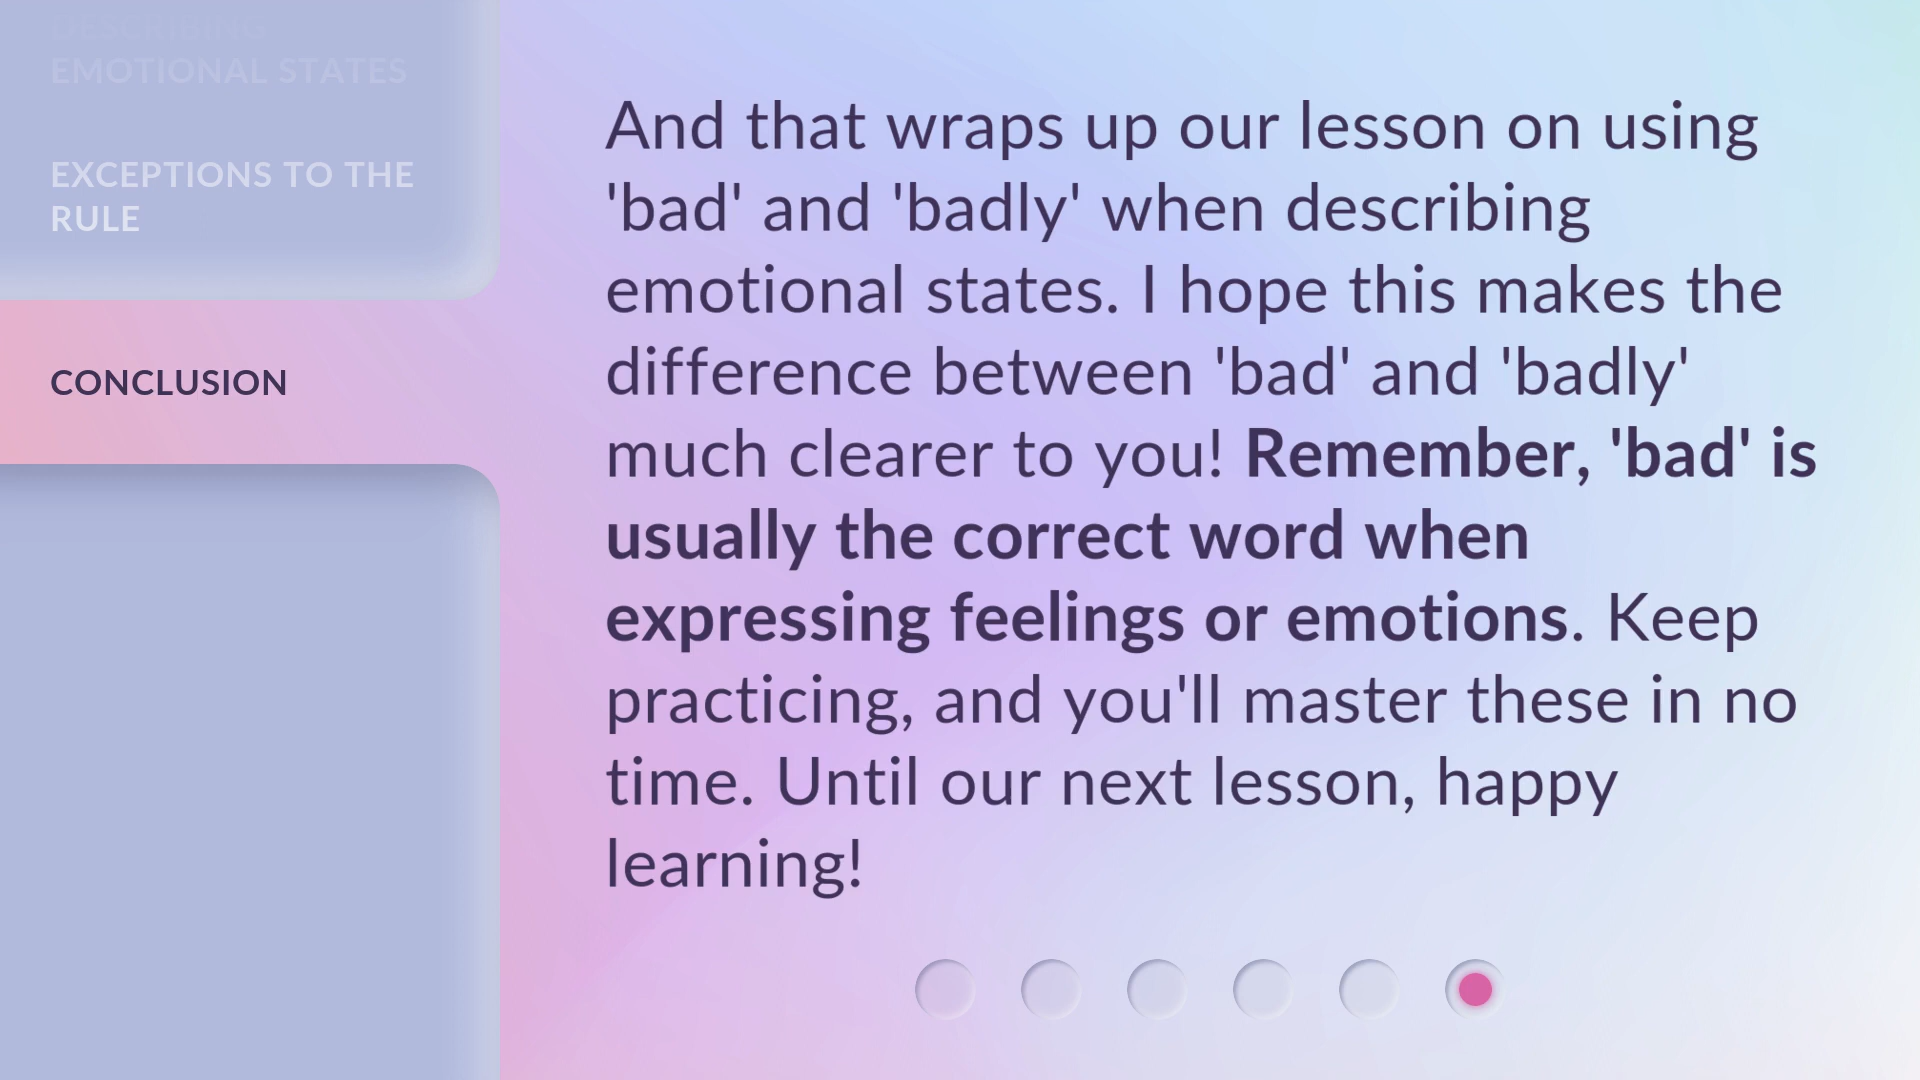 DESCRIBING
EMOTIONAL STATES
EXCEPTIONS TO THE
RULE
CONCLUSION
And that wraps up our lesson on using
'bad' and 'badly' when describing
emotional states. I hope this makes the
difference between 'bad' and 'badly'
much clearer to you! Remember, 'bad' is
usually the correct word when
expressing feelings or emotions. Keep
practicing, and you'll master these in no
time. Until our next lesson, happy
learning!